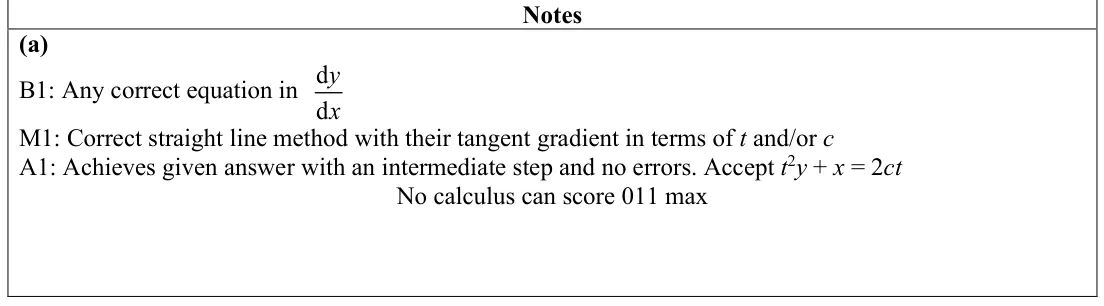 Notes
(a)
B1: Any correct equation in dy/dx
M1: Correct straight line method with their tangent gradient in terms of t and/or c
A1: Achieves given answer with an intermediate step and no errors. Accept t²y + x = 2ct
No calculus can score 011 max